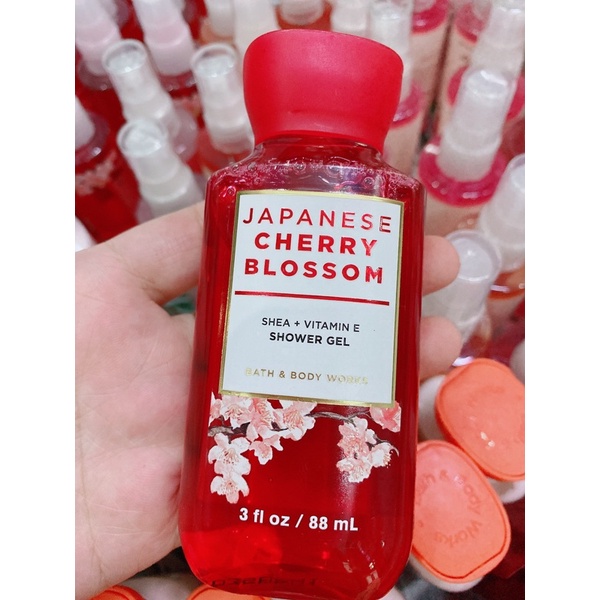 JAPANESE
CHERRY
BLOSSOM
SHEA + VITAMIN E
SHOWER GEL
BATH & BODY WORKS
3 fl oz / 88 mL